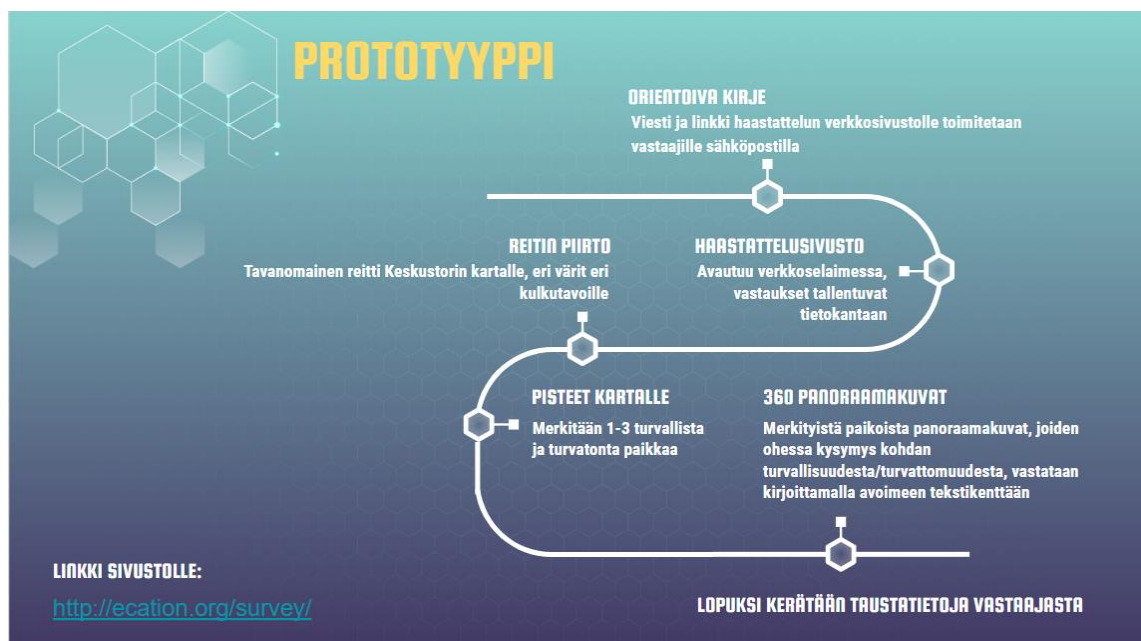 PROTOTYYPPI
ORIENTOIVA KIRJE
Viesti ja linkki haastattelun verkkosivustolle toimitetaan
vastaajille sähköpostilla
HAASTATTELUSIVUSTO
Avautuu verkkoselaimessa,
vastaukset tallentuvat
tietokantaan
REITIN PIIRTO
Tavanomainen reitti Keskustorin kartalle, eri värit eri
kulkutavoille
PISTEET KARTALLE
Merkitään 1-3 turvallista
ja turvatonta paikkaa
360 PANORAAMAKUVAT
Merkityistä paikoista panoraamakuvat, joiden
ohessa kysymys kohdan
turvallisuudesta/turvattomuudesta, vastataan
kirjoittamalla avoimeen tekstikenttään
LOPUKSI KERÄTÄÄN TAUSTATIETOJA VASTAAJASTA
LINKKI SIVUSTOLLE:
http://ecation.org/survey/